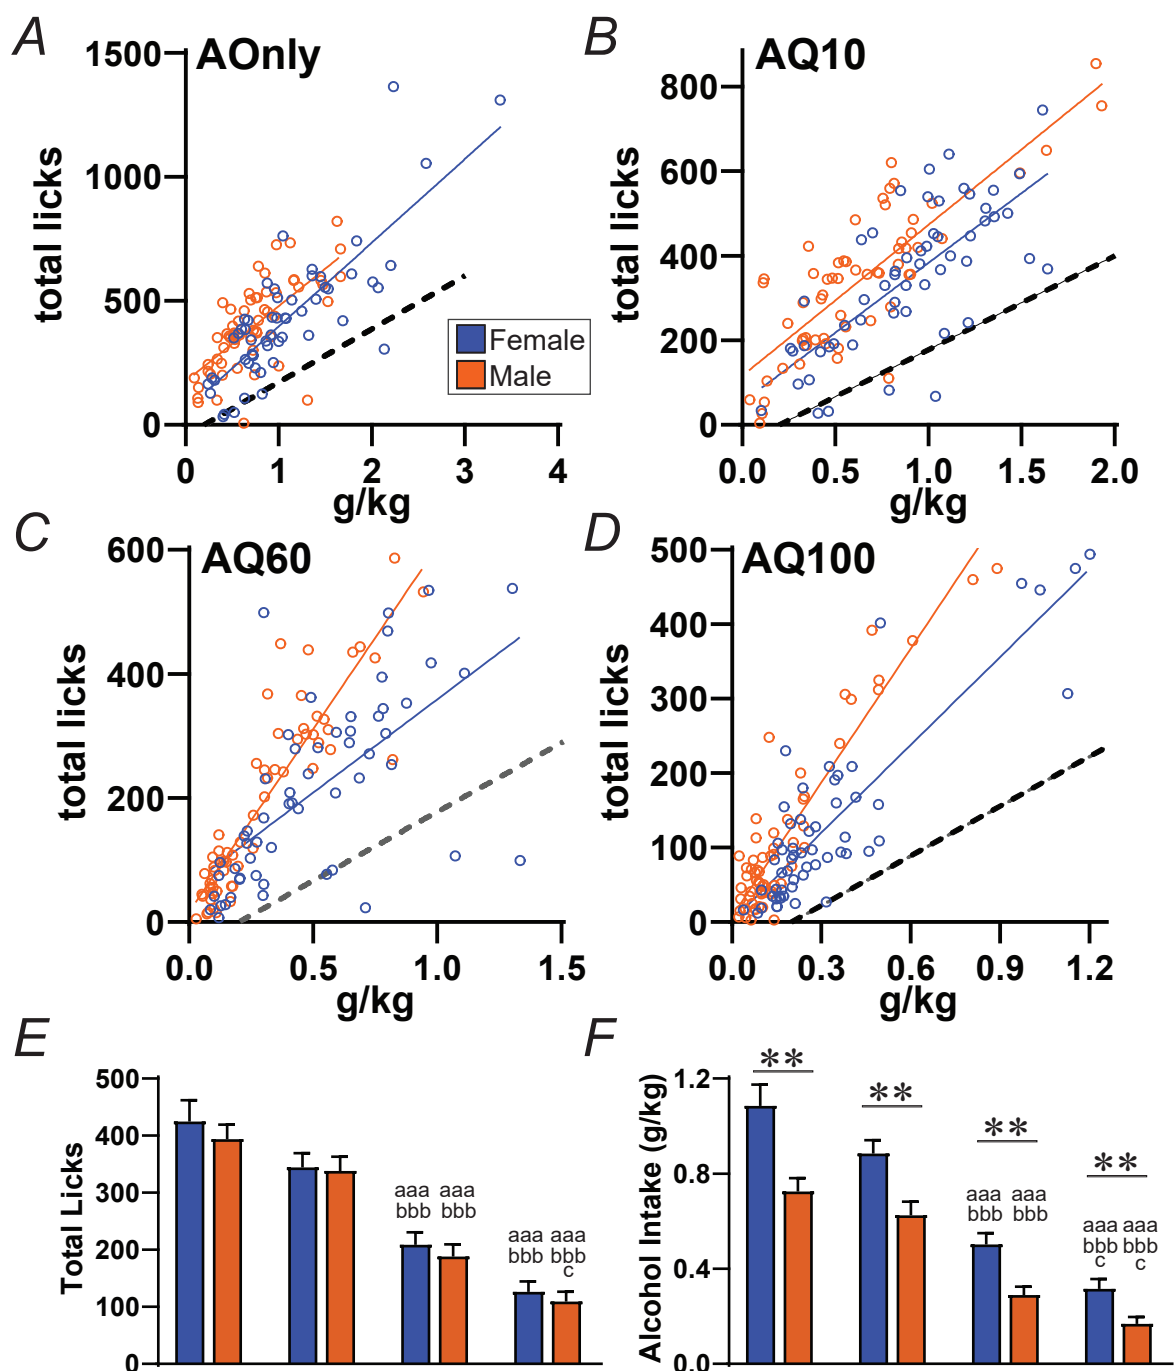 A
AOnly
total licks
1500
1000
500
0
0 1 2 3 4
g/kg
Female
Male
B
AQ10
total licks
800
600
400
200
0
0.0 0.5 1.0 1.5 2.0
g/kg
C
AQ60
total licks
600
400
200
0
0.0 0.5 1.0 1.5
g/kg
D
AQ100
total licks
500
400
300
200
100
0
0.0 0.3 0.6 0.9 1.2
g/kg
E
Total Licks
500
400
300
200
100
0
aaa aaa
bbb bbb
aaa aaa
bbb bbb
c
F
Alcohol Intake (g/kg)
1.2
0.8
0.4
0.0
**
**
**
**
aaa aaa
bbb bbb
aaa aaa
bbb bbb
c c